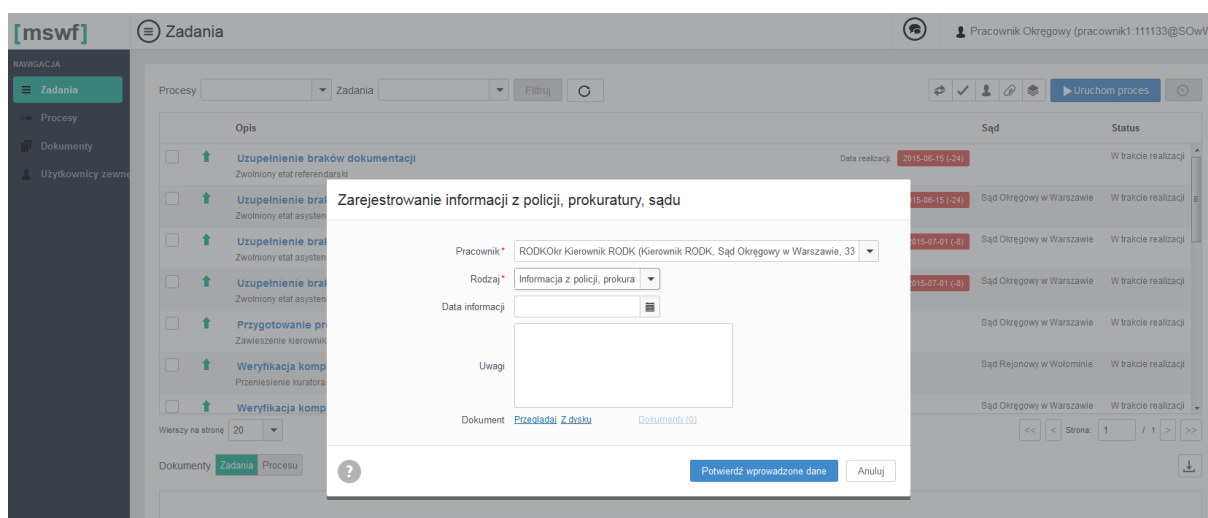 [mswf]
Zadania
Pracownik Okręgowy (pracownik1:111133@SOwW
NAWIGACJA
Zadania
Procesy
Dokumenty
Użytkownicy zewnę
Procesy Zadania Filtruj Uruchom proces
Opis Sąd Status
Uzupełnienie braków dokumentacji Data realizacji: 2015-06-15 (-24) W trakcie realizacji
Zwolniony etat referendarski
Uzupełnienie bra 15-06-15 (-24) Sąd Okręgowy w Warszawie W trakcie realizacji
Zwolniony etat asysten
Uzupełnienie bra 015-07-01 (-8) Sąd Okręgowy w Warszawie W trakcie realizacji
Zwolniony etat asysten
Uzupełnienie bra 015-07-01 (-8) Sąd Okręgowy w Warszawie W trakcie realizacji
Zwolniony etat asysten
Przygotowanie pr Sąd Okręgowy w Warszawie W trakcie realizacji
Zawieszenie kierownik
Weryfikacja komp Sąd Rejonowy w Wołominie W trakcie realizacji
Przeniesienie kuratora
Weryfikacja komp Sąd Okręgowy w Warszawie W trakcie realizacji
Wierszy na stronę 20 << < Strona: 1 / 1 > >>
Dokumenty Zadania Procesu
Zarejestrowanie informacji z policji, prokuratury, sądu
Pracownik* RODKOkr Kierownik RODK (Kierownik RODK, Sąd Okręgowy w Warszawie, 33
Rodzaj* Informacja z policji, prokura
Data informacji
Uwagi
Dokument Przeglądaj Z dysku Dokumenty (0)
? Potwierdź wprowadzone dane Anuluj